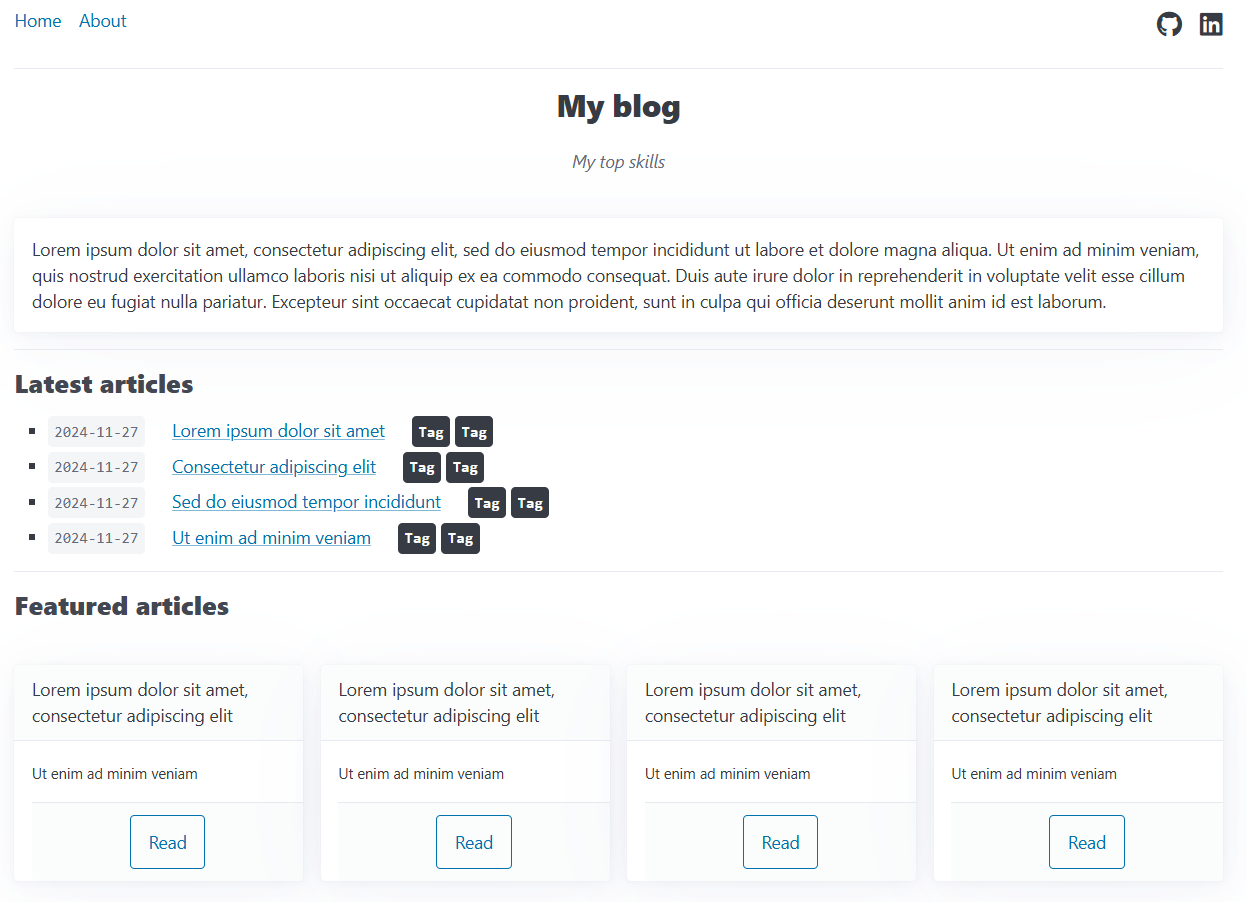 Home About
My blog
My top skills
Lorem ipsum dolor sit amet, consectetur adipiscing elit, sed do eiusmod tempor incididunt ut labore et dolore magna aliqua. Ut enim ad minim veniam,
quis nostrud exercitation ullamco laboris nisi ut aliquip ex ea commodo consequat. Duis aute irure dolor in reprehenderit in voluptate velit esse cillum
dolore eu fugiat nulla pariatur. Excepteur sint occaecat cupidatat non proident, sunt in culpa qui officia deserunt mollit anim id est laborum.
Latest articles
2024-11-27 Lorem ipsum dolor sit amet Tag Tag
2024-11-27 Consectetur adipiscing elit Tag Tag
2024-11-27 Sed do eiusmod tempor incididunt Tag Tag
2024-11-27 Ut enim ad minim veniam Tag Tag
Featured articles
Lorem ipsum dolor sit amet,
consectetur adipiscing elit
Ut enim ad minim veniam
Read
Lorem ipsum dolor sit amet,
consectetur adipiscing elit
Ut enim ad minim veniam
Read
Lorem ipsum dolor sit amet,
consectetur adipiscing elit
Ut enim ad minim veniam
Read
Lorem ipsum dolor sit amet,
consectetur adipiscing elit
Ut enim ad minim veniam
Read